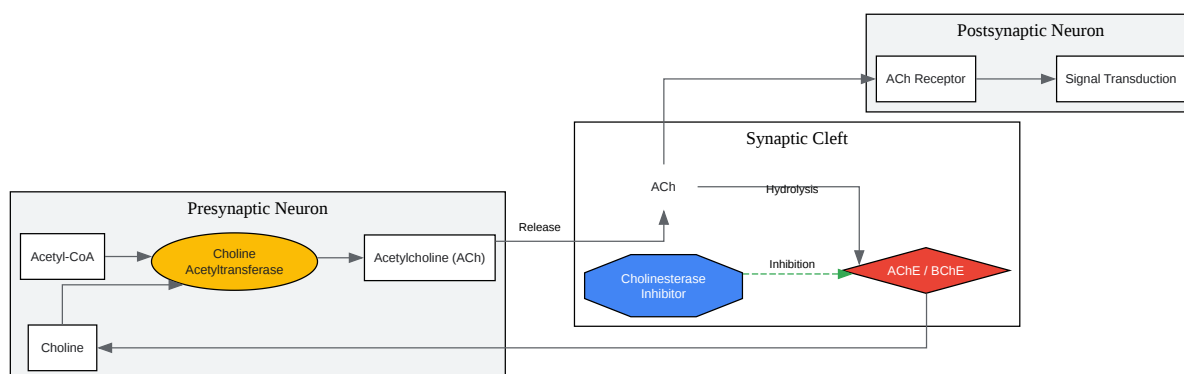 Postsynaptic Neuron
ACh Receptor
Signal Transduction
Synaptic Cleft
ACh
Hydrolysis
Presynaptic Neuron
Release
Acetyl-CoA
Choline
Acetyltransferase
Acetylcholine (ACh)
Cholinesterase
Inhibitor
Inhibition
AChE / BChE
Choline